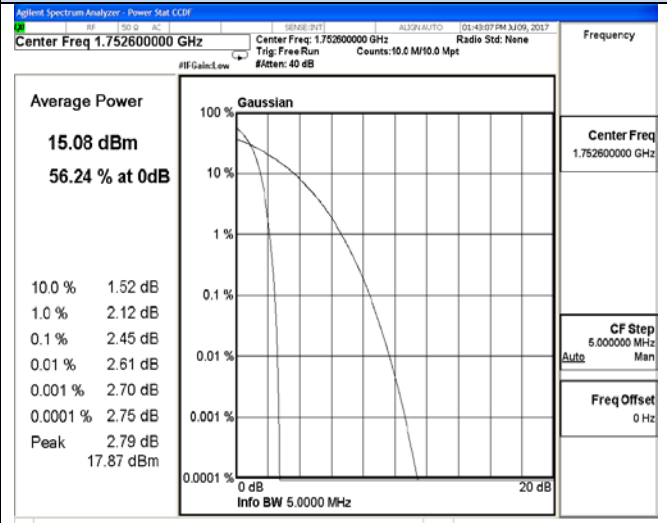 Agilent Spectrum Analyzer - Power Stat CCDF
RF 50 Ω AC SENSE:INT ALIGN AUTO 01:43:07 PM Jul 09, 2017
Center Freq 1.752600000 GHz
Center Freq: 1.752600000 GHz Radio Std: None
Trig: Free Run Counts:10.0 M/10.0 Mpt
#IFGain:Low #Atten: 40 dB
Frequency
Center Freq
1.752600000 GHz
CF Step
5.000000 MHz
Auto Man
Freq Offset
0 Hz
Average Power
15.08 dBm
56.24 % at 0dB
10.0 % 1.52 dB
1.0 % 2.12 dB
0.1 % 2.45 dB
0.01 % 2.61 dB
0.001 % 2.70 dB
0.0001 % 2.75 dB
Peak 2.79 dB
17.87 dBm
Gaussian
100 %
10 %
1 %
0.1 %
0.01 %
0.001 %
0.0001 %
0 dB 20 dB
Info BW 5.0000 MHz